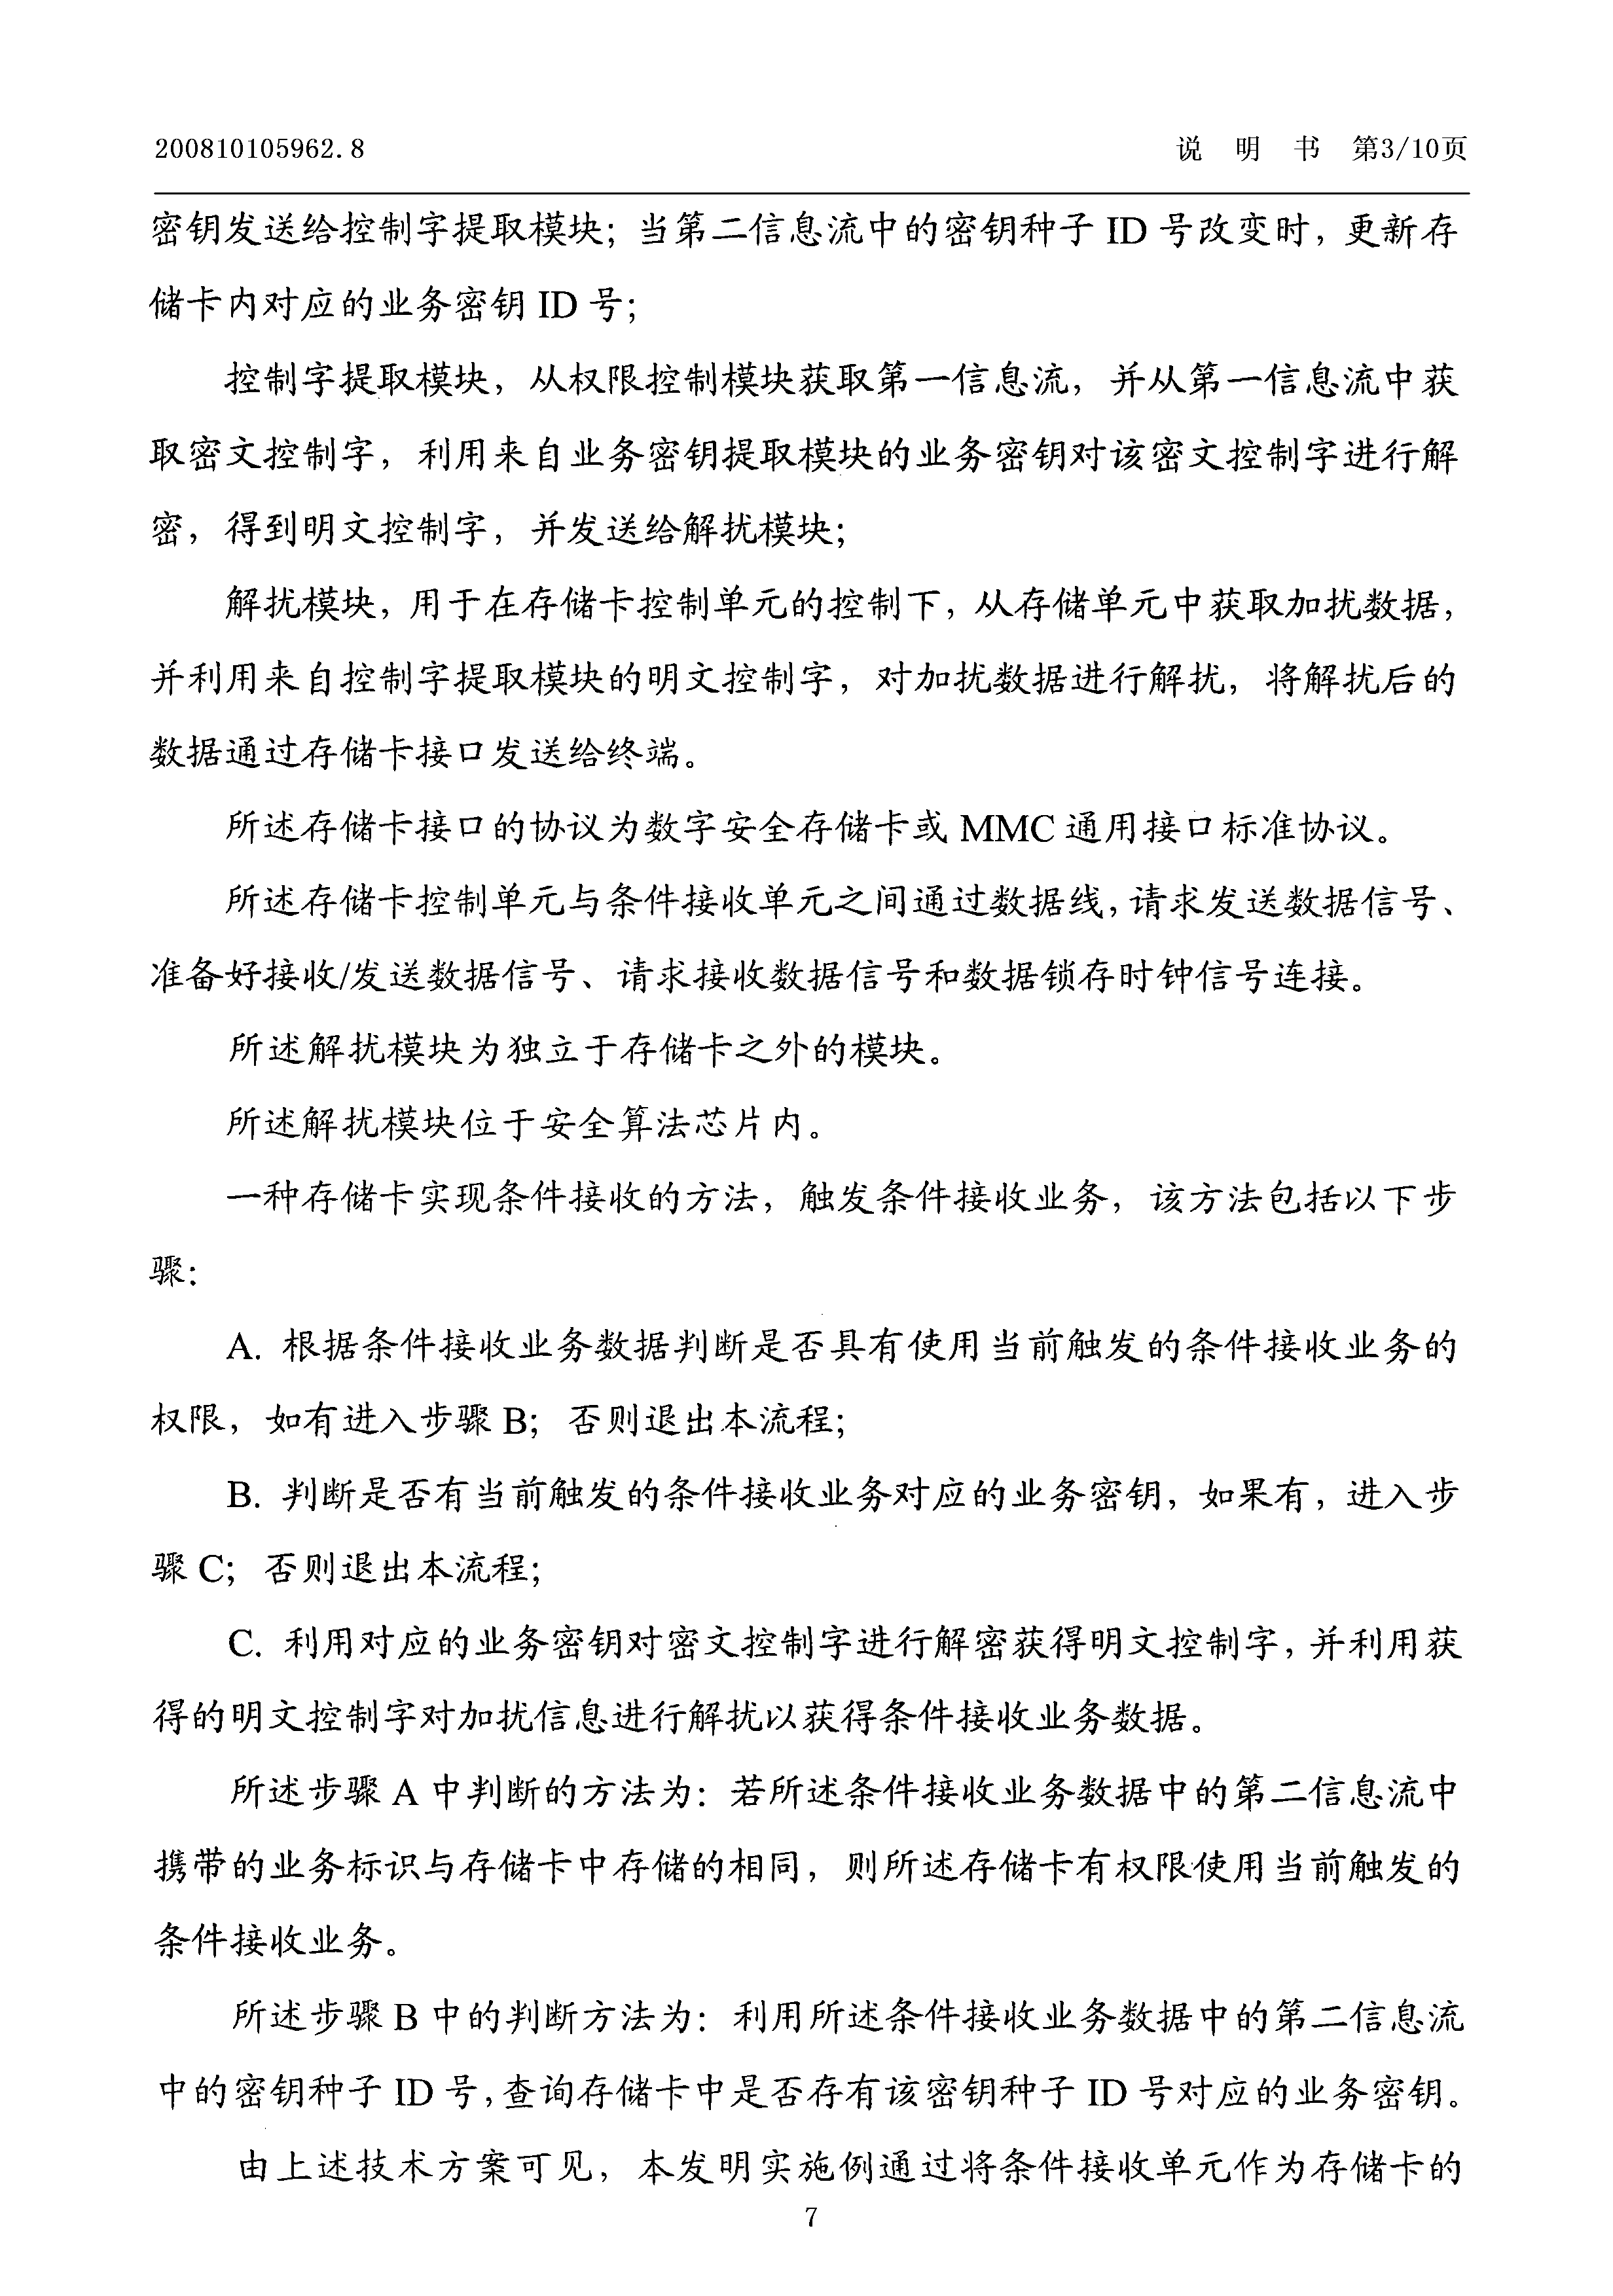 200810105962.8
说 明 书 第3/10页
密钥发送给控制字提取模块；当第二信息流中的密钥种子 ID 号改变时，更新存
储卡内对应的业务密钥 ID 号；
控制字提取模块，从权限控制模块获取第一信息流，并从第一信息流中获
取密文控制字，利用来自业务密钥提取模块的业务密钥对该密文控制字进行解
密，得到明文控制字，并发送给解扰模块；
解扰模块，用于在存储卡控制单元的控制下，从存储单元中获取加扰数据，
并利用来自控制字提取模块的明文控制字，对加扰数据进行解扰，将解扰后的
数据通过存储卡接口发送给终端。
所述存储卡接口的协议为数字安全存储卡或 MMC 通用接口标准协议。
所述存储卡控制单元与条件接收单元之间通过数据线，请求发送数据信号、
准备好接收/发送数据信号、请求接收数据信号和数据锁存时钟信号连接。
所述解扰模块为独立于存储卡之外的模块。
所述解扰模块位于安全算法芯片内。
一种存储卡实现条件接收的方法，触发条件接收业务，该方法包括以下步
骤：
A. 根据条件接收业务数据判断是否具有使用当前触发的条件接收业务的
权限，如有进入步骤 B；否则退出本流程；
B. 判断是否有当前触发的条件接收业务对应的业务密钥，如果有，进入步
骤 C；否则退出本流程；
C. 利用对应的业务密钥对密文控制字进行解密获得明文控制字，并利用获
得的明文控制字对加扰信息进行解扰以获得条件接收业务数据。
所述步骤 A 中判断的方法为：若所述条件接收业务数据中的第二信息流中
携带的业务标识与存储卡中存储的相同，则所述存储卡有权限使用当前触发的
条件接收业务。
所述步骤 B 中的判断方法为：利用所述条件接收业务数据中的第二信息流
中的密钥种子 ID 号，查询存储卡中是否存有该密钥种子 ID 号对应的业务密钥。
由上述技术方案可见，本发明实施例通过将条件接收单元作为存储卡的
7